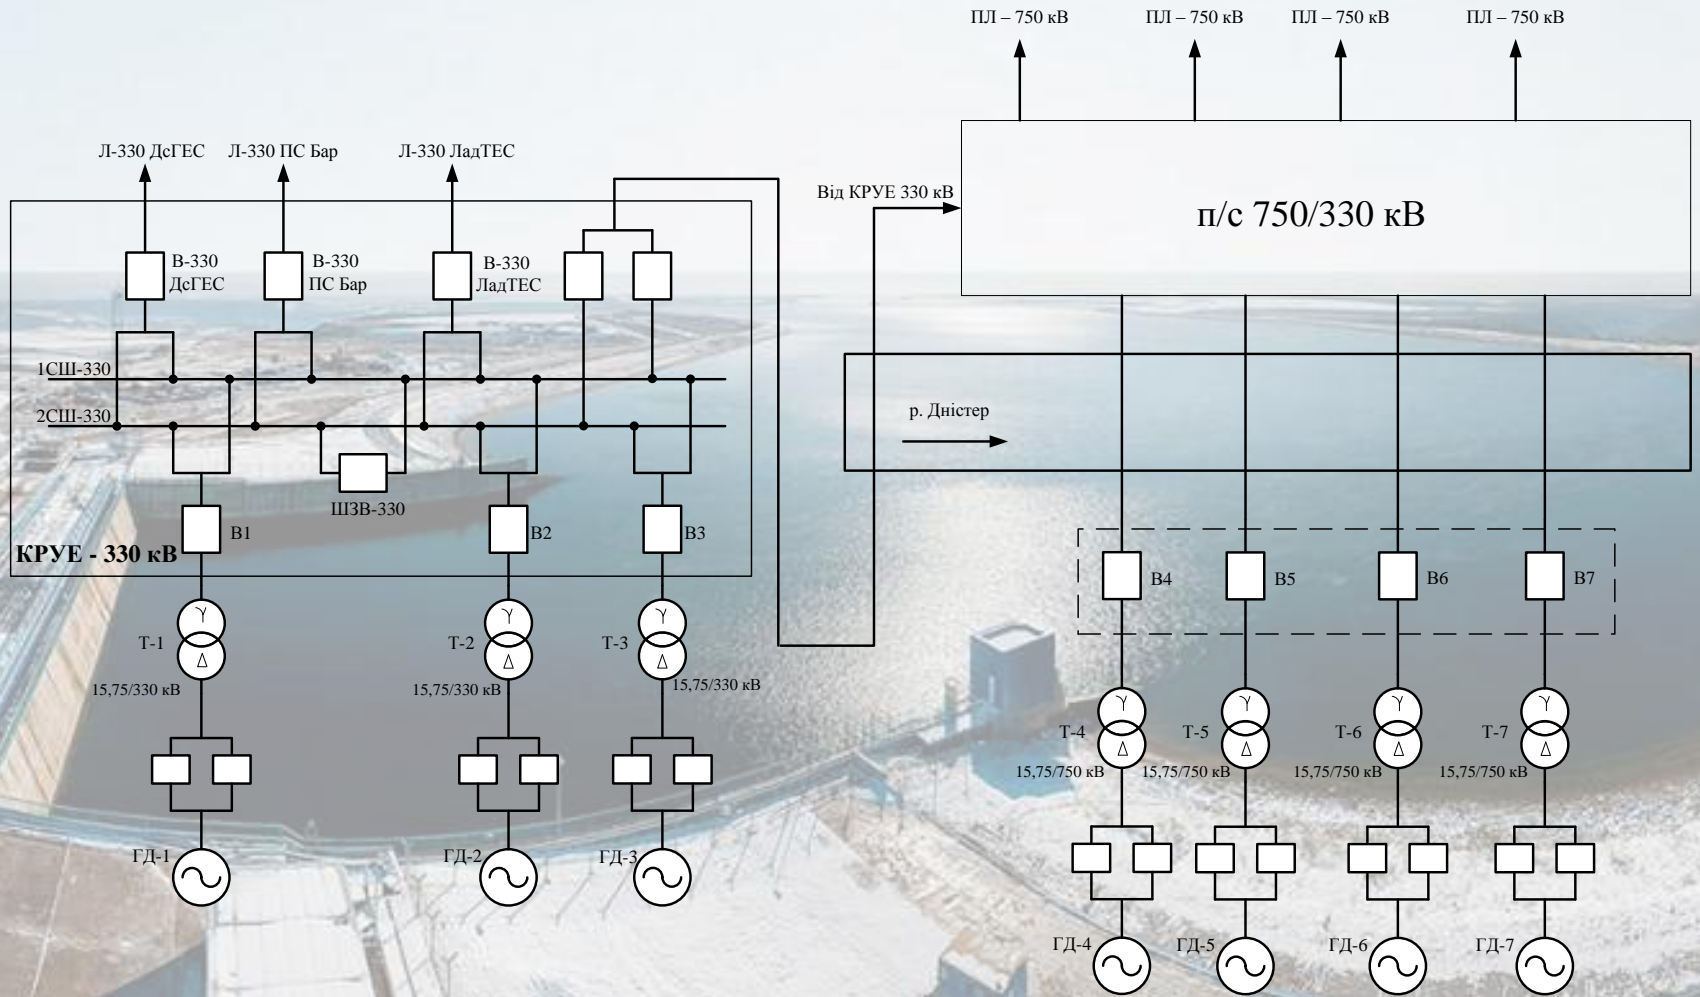 ПЛ – 750 кВ
ПЛ – 750 кВ
ПЛ – 750 кВ
ПЛ – 750 кВ
Л-330 ДсГЕС
Л-330 ПС Бар
Л-330 ЛадТЕС
Від КРУЕ 330 кВ
п/с 750/330 кВ
В-330
ДсГЕС
В-330
ПС Бар
В-330
ЛадТЕС
1СШ-330
2СШ-330
р. Дністер
ШЗВ-330
В1
В2
В3
КРУЕ - 330 кВ
В4
В5
В6
В7
Т-1
Т-2
Т-3
15,75/330 кВ
15,75/330 кВ
15,75/330 кВ
Т-4
Т-5
Т-6
Т-7
15,75/750 кВ
15,75/750 кВ
15,75/750 кВ
15,75/750 кВ
ГД-1
ГД-2
ГД-3
ГД-4
ГД-5
ГД-6
ГД-7